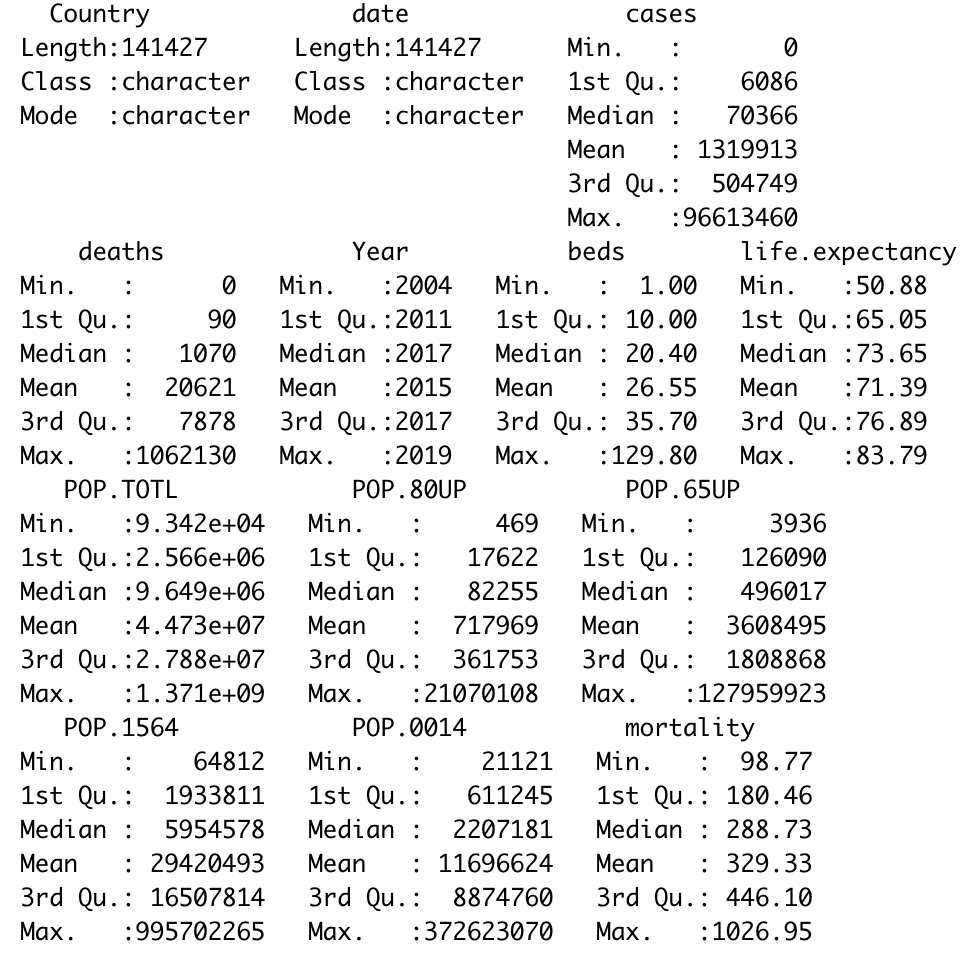 Country date cases
Length:141427 Length:141427 Min. : 0
Class :character Class :character 1st Qu.: 6086
Mode :character Mode :character Median : 70366
Mean : 1319913
3rd Qu.: 504749
Max. :96613460
deaths Year beds life.expectancy
Min. : 0 Min. :2004 Min. : 1.00 Min. :50.88
1st Qu.: 90 1st Qu.:2011 1st Qu.: 10.00 1st Qu.:65.05
Median : 1070 Median :2017 Median : 20.40 Median :73.65
Mean : 20621 Mean :2015 Mean : 26.55 Mean :71.39
3rd Qu.: 7878 3rd Qu.:2017 3rd Qu.: 35.70 3rd Qu.:76.89
Max. :1062130 Max. :2019 Max. :129.80 Max. :83.79
POP.TOTL POP.80UP POP.65UP
Min. :9.342e+04 Min. : 469 Min. : 3936
1st Qu.:2.566e+06 1st Qu.: 17622 1st Qu.: 126090
Median :9.649e+06 Median : 82255 Median : 496017
Mean :4.473e+07 Mean : 717969 Mean : 3608495
3rd Qu.:2.788e+07 3rd Qu.: 361753 3rd Qu.: 1808868
Max. :1.371e+09 Max. :21070108 Max. :127959923
POP.1564 POP.0014 mortality
Min. : 64812 Min. : 21121 Min. : 98.77
1st Qu.: 1933811 1st Qu.: 611245 1st Qu.: 180.46
Median : 5954578 Median : 2207181 Median : 288.73
Mean : 29420493 Mean : 11696624 Mean : 329.33
3rd Qu.: 16507814 3rd Qu.: 8874760 3rd Qu.: 446.10
Max. :995702265 Max. :372623070 Max. :1026.95